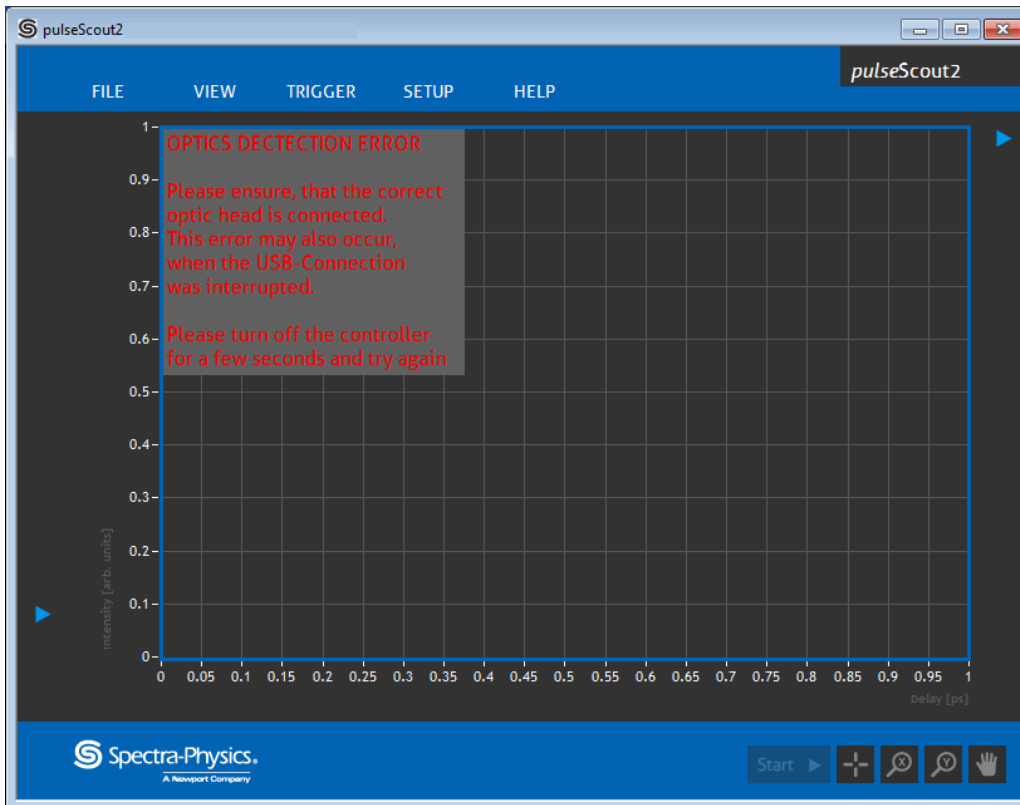 pulseScout2
pulseScout2
FILE VIEW TRIGGER SETUP HELP
OPTICS DECTECTION ERROR
Please ensure, that the correct
optic head is connected.
This error may also occur,
when the USB-Connection
was interrupted.
Please turn off the controller
for a few seconds and try again
1
0.9
0.8
0.7
0.6
0.5
0.4
0.3
0.2
0.1
0
Intensity [arb. units]
0 0.05 0.1 0.15 0.2 0.25 0.3 0.35 0.4 0.45 0.5 0.55 0.6 0.65 0.7 0.75 0.8 0.85 0.9 0.95 1
Delay [ps]
Spectra-Physics.
A Newport Company
Start
X
Y